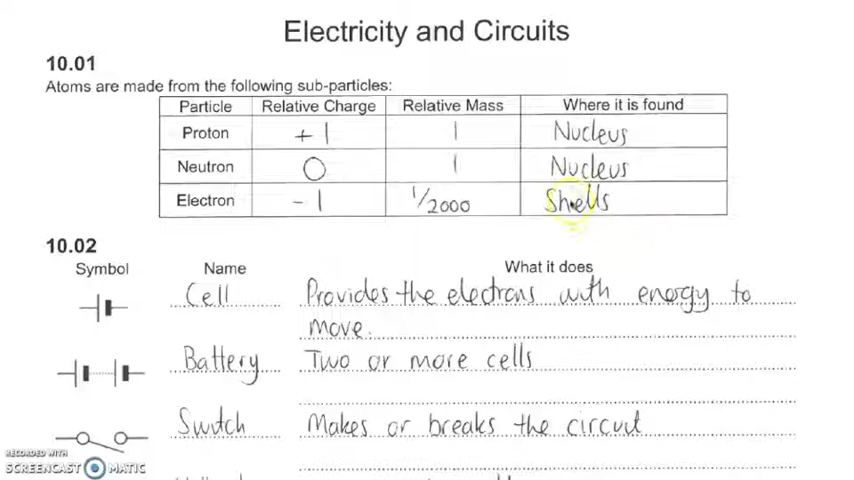 Electricity and Circuits
10.01
Atoms are made from the following sub-particles:
Particle Relative Charge Relative Mass Where it is found
Proton +1 1 Nucleus
Neutron 0 1 Nucleus
Electron -1 1/2000 Shells
10.02
Symbol Name What it does
Cell Provides the electrons with energy to
move.
Battery Two or more cells
Switch Makes or breaks the circuit
RECORDED WITH
SCREENCAST MATIC